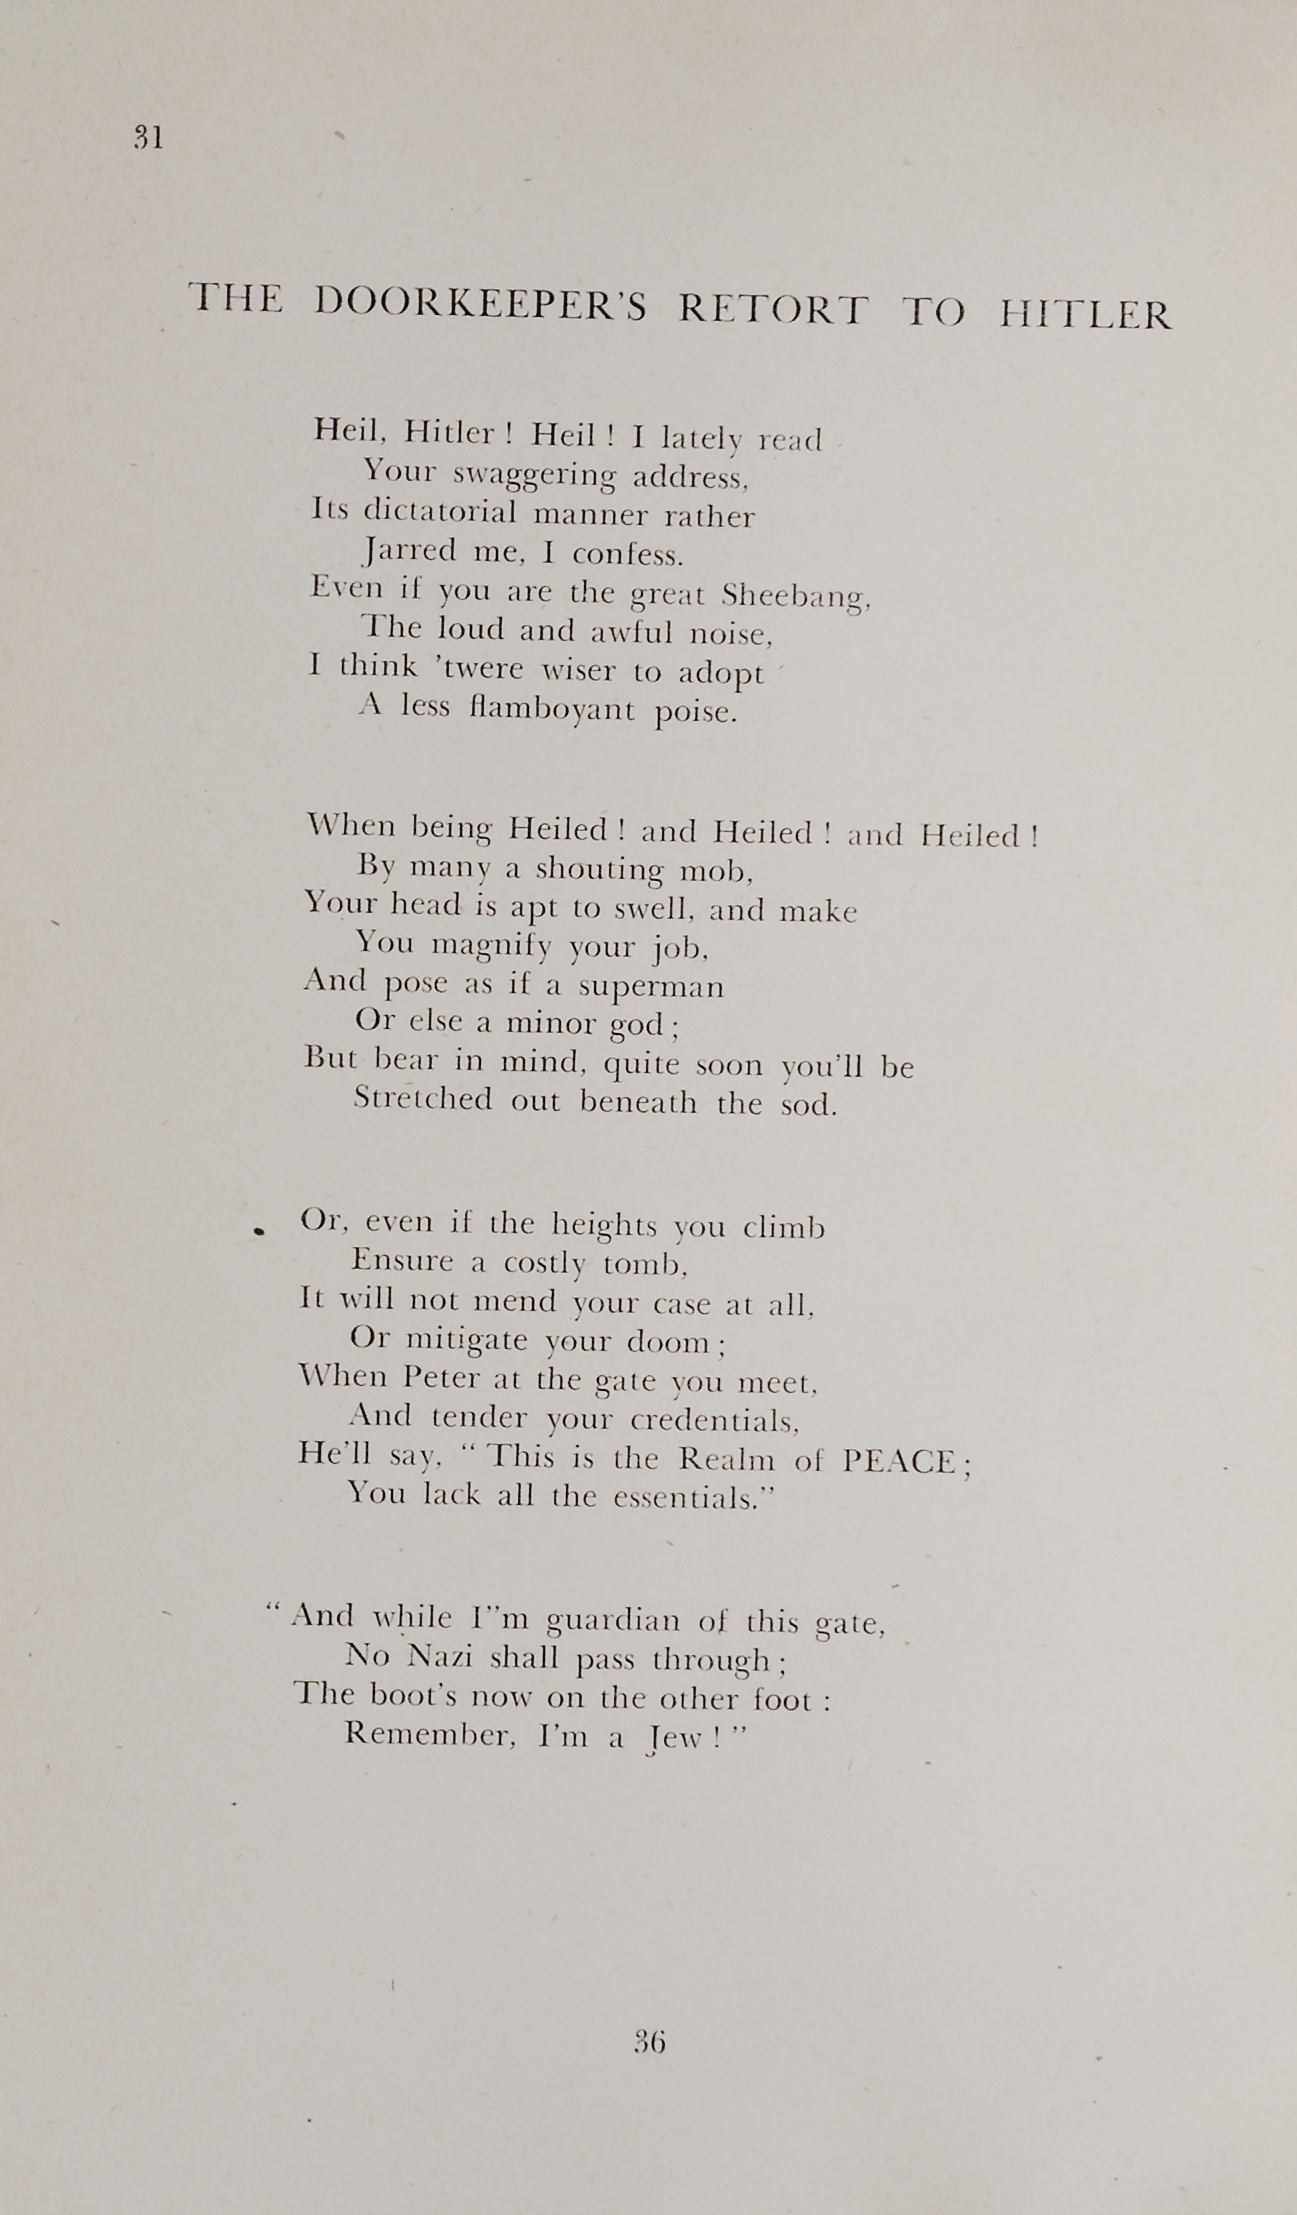 31
THE DOORKEEPER'S RETORT TO HITLER
Heil, Hitler ! Heil ! I lately read
Your swaggering address,
Its dictatorial manner rather
Jarred me, I confess.
Even if you are the great Sheebang,
The loud and awful noise,
I think 'twere wiser to adopt
A less flamboyant poise.
When being Heiled ! and Heiled ! and Heiled !
By many a shouting mob,
Your head is apt to swell, and make
You magnify your job,
And pose as if a superman
Or else a minor god ;
But bear in mind, quite soon you'll be
Stretched out beneath the sod.
Or, even if the heights you climb
Ensure a costly tomb,
It will not mend your case at all,
Or mitigate your doom ;
When Peter at the gate you meet,
And tender your credentials,
He'll say, “ This is the Realm of PEACE ;
You lack all the essentials.”
“ And while I"m guardian of this gate,
No Nazi shall pass through ;
The boot's now on the other foot :
Remember, I'm a Jew ! ”
36